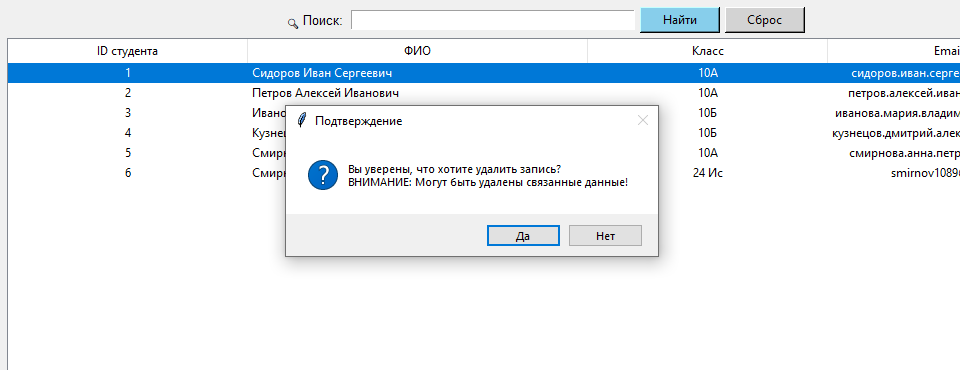 Поиск:
Найти
Сброс
ID студента
ФИО
Класс
Emai
1
Сидоров Иван Сергеевич
10А
сидоров.иван.серге
2
Петров Алексей Иванович
10А
петров.алексей.иван
3
Ивано
10Б
иванова.мария.владим
4
Кузнец
10Б
кузнецов.дмитрий.алек
5
Смирн
10А
смирнова.анна.петр
6
Смирн
24 Ис
smirnov1089
Подтверждение
Вы уверены, что хотите удалить запись?
ВНИМАНИЕ: Могут быть удалены связанные данные!
Да
Нет